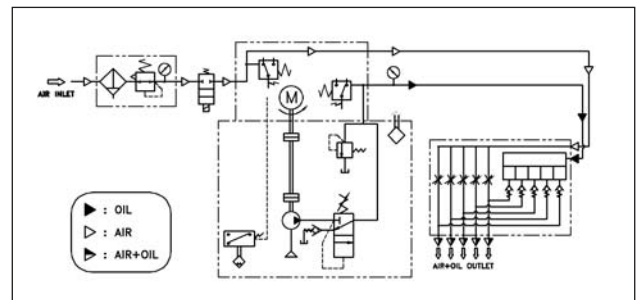 AIR INLET
M
▶ : OIL
▷ : AIR
: AIR+OIL
AIR+OIL OUTLET